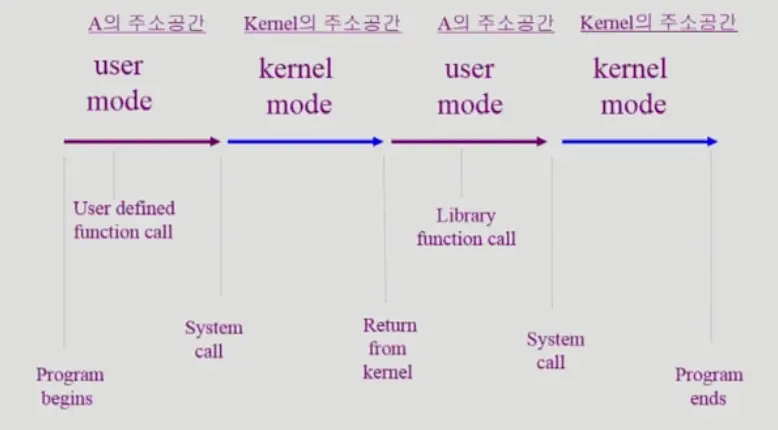 A의 주소공간
Kernel의 주소공간
A의 주소공간
Kernel의 주소공간
user
mode
kernel
mode
user
mode
kernel
mode
User defined
function call
Library
function call
System
call
Return
from
kernel
System
call
Program
begins
Program
ends